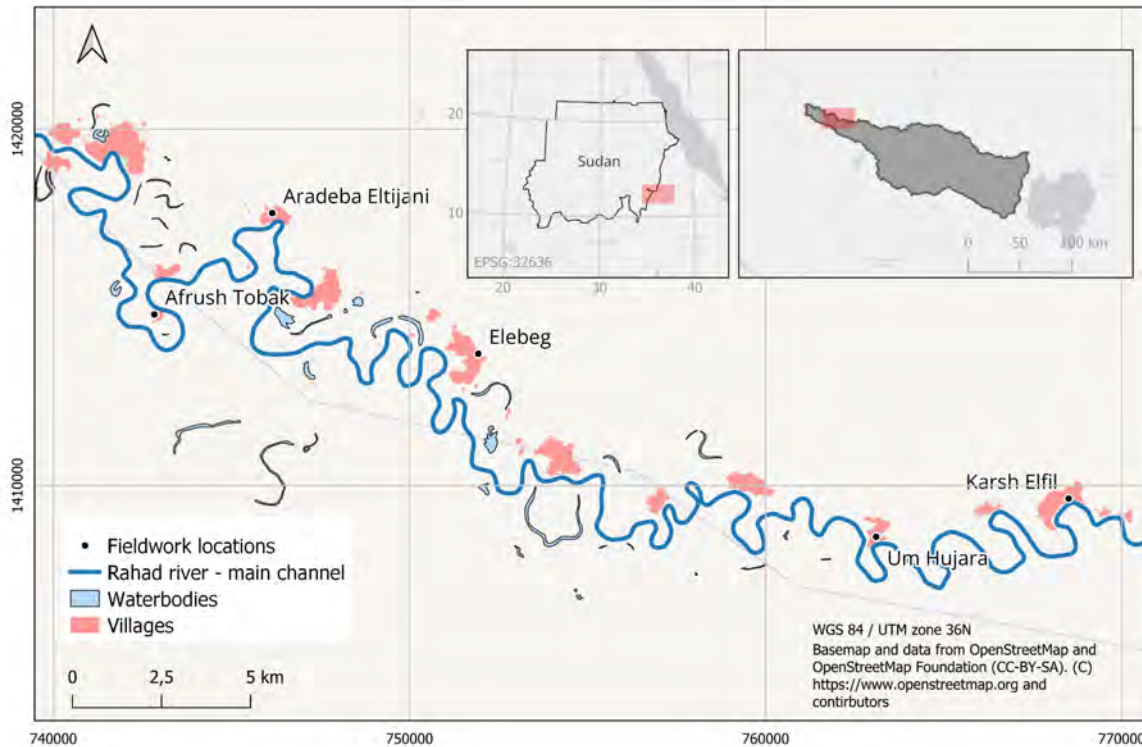 1420000
1410000
740000
750000
760000
770000
20
10
20
30
40
Sudan
EPSG:32636
0 50 100 km
Aradeba Eltijani
Afrush Tobak
Elebeg
Karsh Elfil
Um Hujara
Fieldwork locations
Rahad river - main channel
Waterbodies
Villages
0 2,5 5 km
WGS 84 / UTM zone 36N
Basemap and data from OpenStreetMap and
OpenStreetMap Foundation (CC-BY-SA). (C)
https://www.openstreetmap.org and
contirbutors